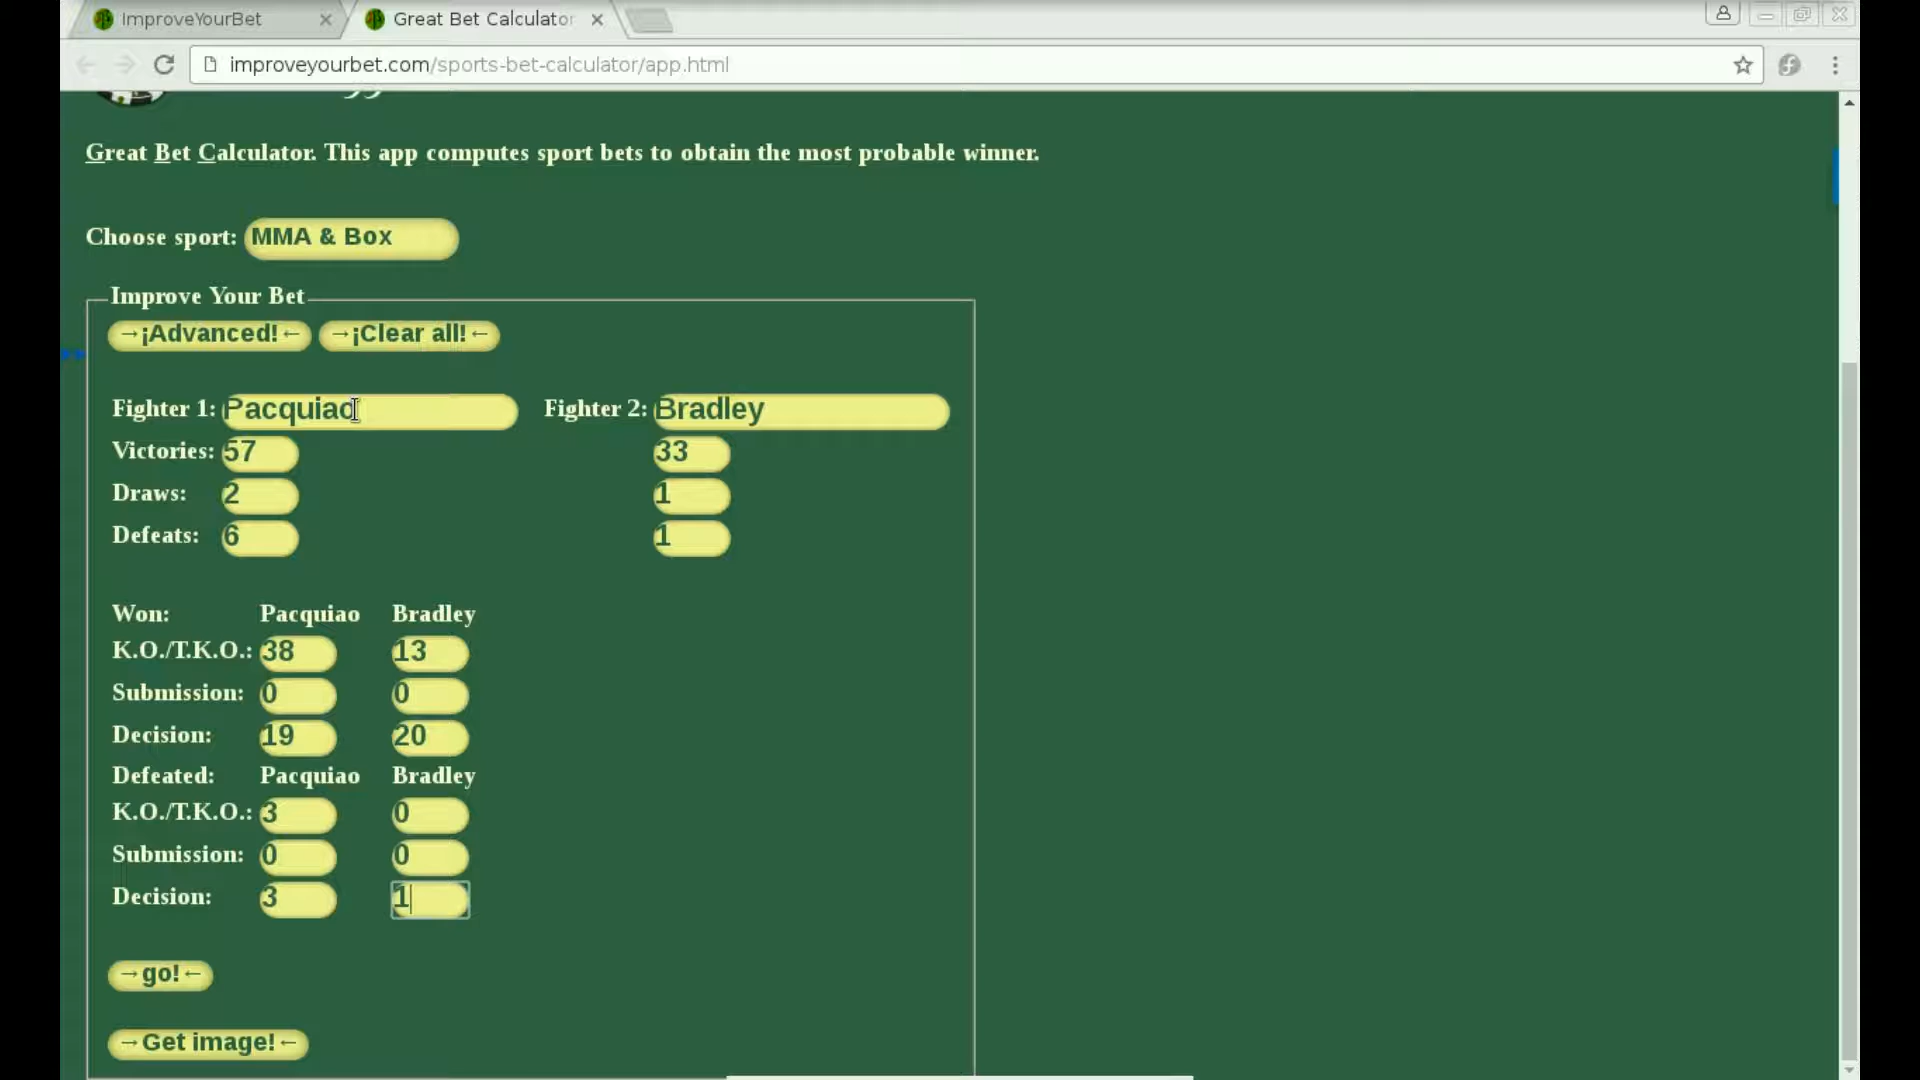 ImproveYourBet
Great Bet Calculator
improveyourbet.com/sports-bet-calculator/app.html
Great Bet Calculator. This app computes sport bets to obtain the most probable winner.
Choose sport: MMA & Box
Improve Your Bet
→¡Advanced!← →¡Clear all!←
Fighter 1: Pacquiao Fighter 2: Bradley
Victories: 57 33
Draws: 2 1
Defeats: 6 1
Won: Pacquiao Bradley
K.O./T.K.O.: 38 13
Submission: 0 0
Decision: 19 20
Defeated: Pacquiao Bradley
K.O./T.K.O.: 3 0
Submission: 0 0
Decision: 3 1
→go!←
→Get image!←